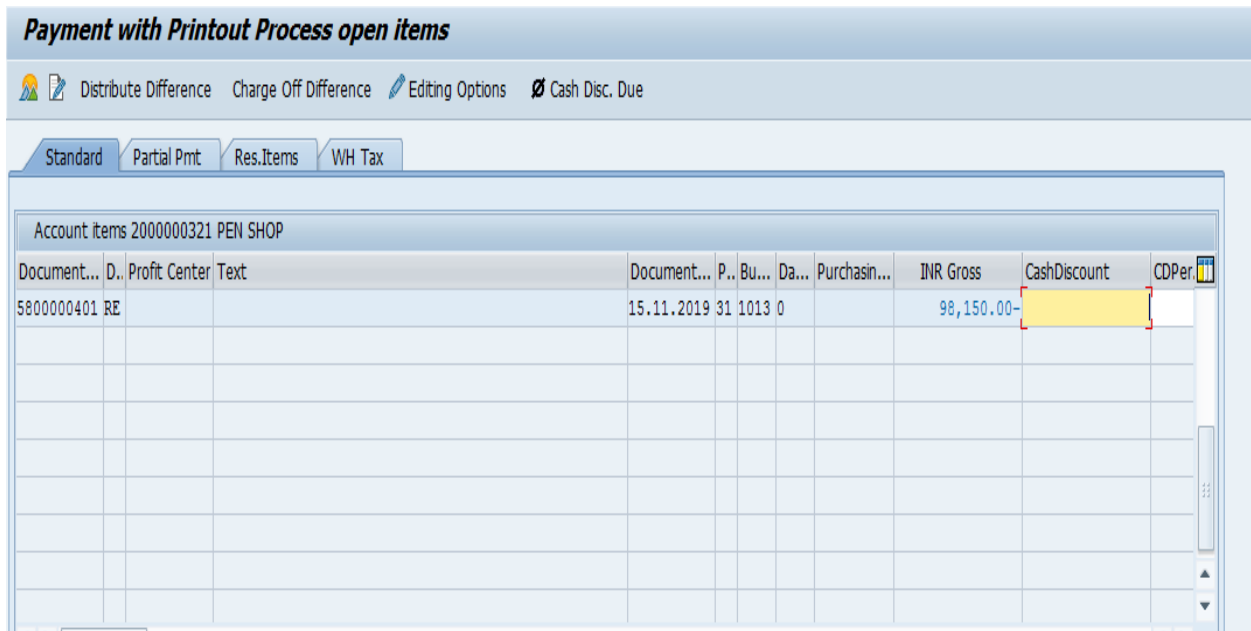 Payment with Printout Process open items
Distribute Difference Charge Off Difference Editing Options Cash Disc. Due
Standard Partial Pmt Res.Items WH Tax
Account items 2000000321 PEN SHOP
Document... D.. Profit Center Text Document... P.. Bu... Da... Purchasin... INR Gross CashDiscount CDPer.
5800000401 RE 15.11.2019 31 1013 0 98,150.00-